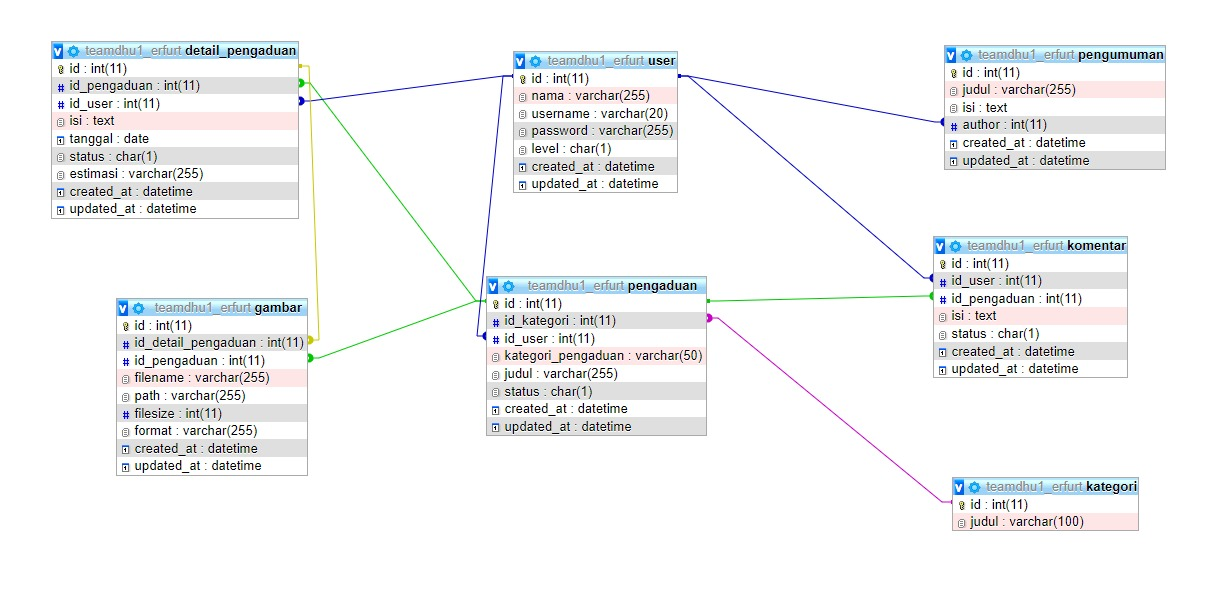 teamdhu1_erfurt detail_pengaduan
id : int(11)
# id_pengaduan : int(11)
# id_user : int(11)
isi : text
tanggal : date
status : char(1)
estimasi : varchar(255)
created_at : datetime
updated_at : datetime
teamdhu1_erfurt user
id : int(11)
nama : varchar(255)
username : varchar(20)
password : varchar(255)
level : char(1)
created_at : datetime
updated_at : datetime
teamdhu1_erfurt pengumuman
id : int(11)
judul : varchar(255)
isi : text
# author : int(11)
created_at : datetime
updated_at : datetime
teamdhu1_erfurt komentar
id : int(11)
# id_user : int(11)
# id_pengaduan : int(11)
isi : text
status : char(1)
created_at : datetime
updated_at : datetime
teamdhu1_erfurt gambar
id : int(11)
# id_detail_pengaduan : int(11)
# id_pengaduan : int(11)
filename : varchar(255)
path : varchar(255)
# filesize : int(11)
format : varchar(255)
created_at : datetime
updated_at : datetime
teamdhu1_erfurt pengaduan
id : int(11)
# id_kategori : int(11)
# id_user : int(11)
kategori_pengaduan : varchar(50)
judul : varchar(255)
status : char(1)
created_at : datetime
updated_at : datetime
teamdhu1_erfurt kategori
id : int(11)
judul : varchar(100)